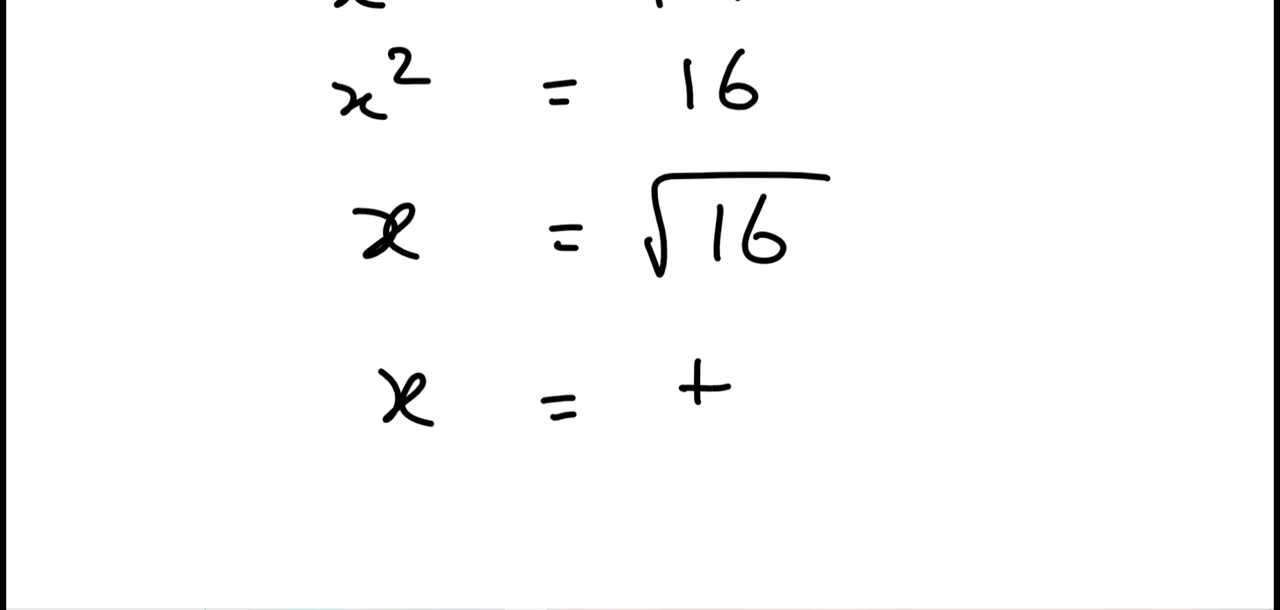 x² = 16
x = √16
x = +